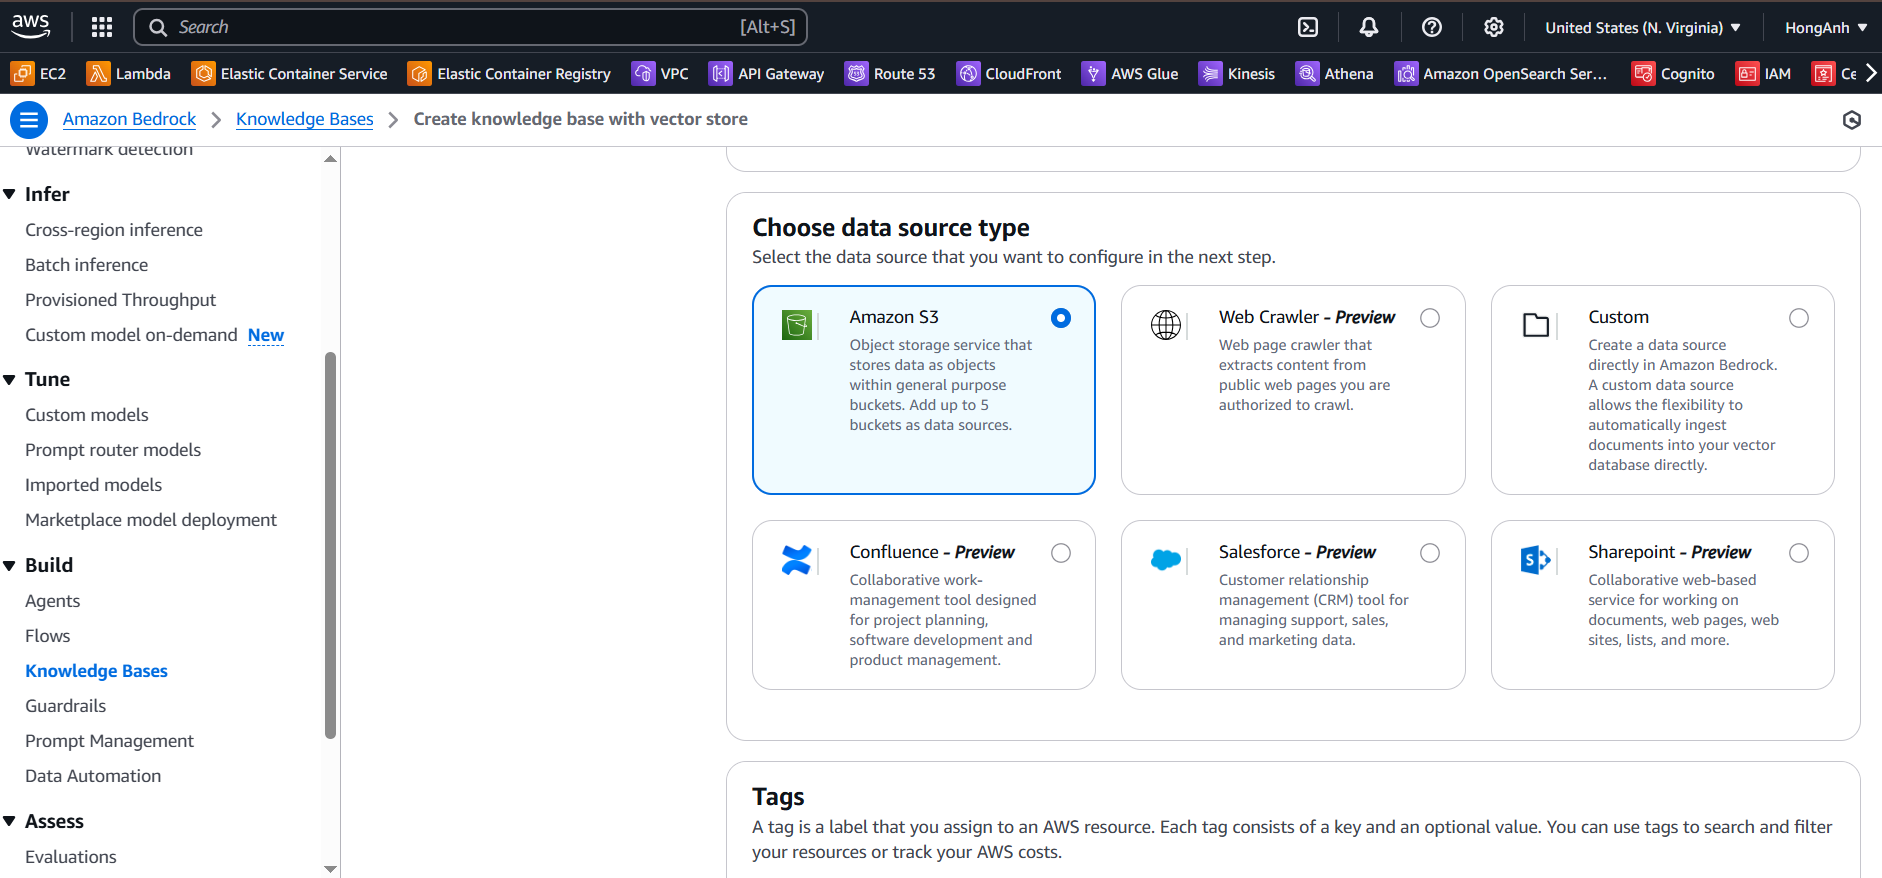 aws
Search
[Alt+S]
United States (N. Virginia)
HongAnh
EC2
Lambda
Elastic Container Service
Elastic Container Registry
VPC
API Gateway
Route 53
CloudFront
AWS Glue
Kinesis
Athena
Amazon OpenSearch Ser...
Cognito
IAM
Ce
Amazon Bedrock
Knowledge Bases
Create knowledge base with vector store
Watermark detection
Infer
Cross-region inference
Batch inference
Provisioned Throughput
Custom model on-demand New
Tune
Custom models
Prompt router models
Imported models
Marketplace model deployment
Build
Agents
Flows
Knowledge Bases
Guardrails
Prompt Management
Data Automation
Assess
Evaluations
Choose data source type
Select the data source that you want to configure in the next step.
Amazon S3
Object storage service that
stores data as objects
within general purpose
buckets. Add up to 5
buckets as data sources.
Web Crawler - Preview
Web page crawler that
extracts content from
public web pages you are
authorized to crawl.
Custom
Create a data source
directly in Amazon Bedrock.
A custom data source
allows the flexibility to
automatically ingest
documents into your vector
database directly.
Confluence - Preview
Collaborative work-
management tool designed
for project planning,
software development and
product management.
Salesforce - Preview
Customer relationship
management (CRM) tool for
managing support, sales,
and marketing data.
Sharepoint - Preview
Collaborative web-based
service for working on
documents, web pages, web
sites, lists, and more.
Tags
A tag is a label that you assign to an AWS resource. Each tag consists of a key and an optional value. You can use tags to search and filter
your resources or track your AWS costs.